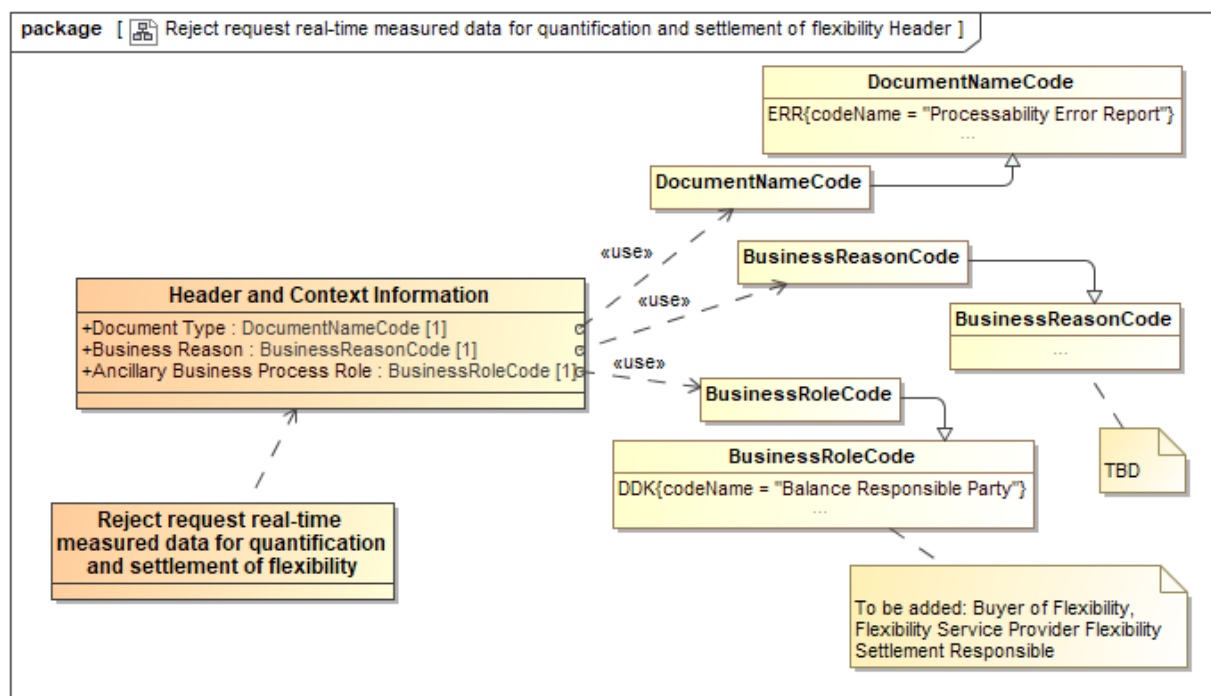 package [ Reject request real-time measured data for quantification and settlement of flexibility Header ]
DocumentNameCode
ERR{codeName = "Processability Error Report"}
...
DocumentNameCode
«use»
BusinessReasonCode
«use»
Header and Context Information
+Document Type : DocumentNameCode [1]
+Business Reason : BusinessReasonCode [1]
+Ancillary Business Process Role : BusinessRoleCode [1]
BusinessReasonCode
...
«use»
BusinessRoleCode
BusinessRoleCode
DDK{codeName = "Balance Responsible Party"}
...
TBD
Reject request real-time
measured data for quantification
and settlement of flexibility
To be added: Buyer of Flexibility,
Flexibility Service Provider Flexibility
Settlement Responsible